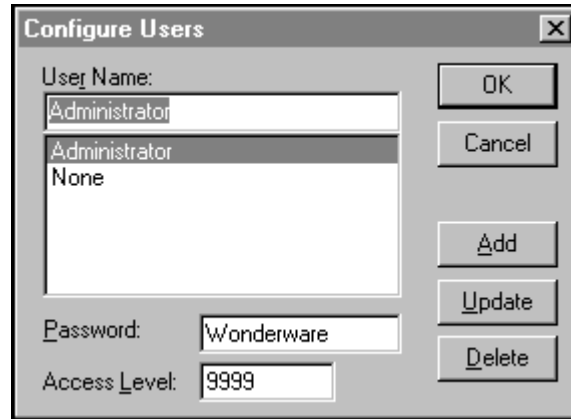 Configure Users
User Name:
Administrator
Administrator
None
Password: Wonderware
Access Level: 9999
OK
Cancel
Add
Update
Delete